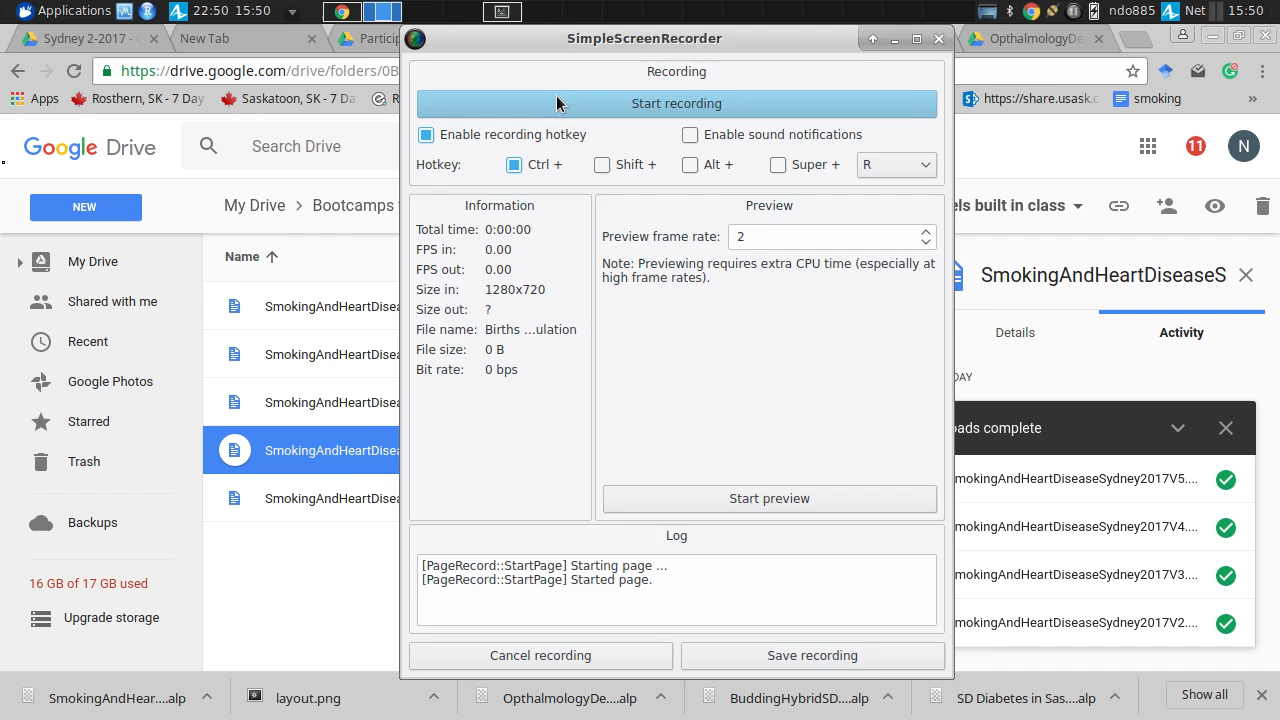 Applications 22:50 15:50 ndo885 Net 15:50
Sydney 2-2017 - 
New Tab
Particip
SimpleScreenRecorder
OpthalmologyDe
https://drive.google.com/drive/folders/0B
Apps Rosthern, SK - 7 Day Saskatoon, SK - 7 Da https://share.usask.c smoking »
Google Drive
Search Drive
11
N
NEW
My Drive > Bootcamps
els built in class
My Drive
Shared with me
Recent
Google Photos
Starred
Trash
Backups
16 GB of 17 GB used
Upgrade storage
Name
SmokingAndHeartDisea
SmokingAndHeartDisea
SmokingAndHeartDisea
SmokingAndHeartDisea
SmokingAndHeartDisea
Recording
Start recording
Enable recording hotkey
Enable sound notifications
Hotkey: Ctrl + Shift + Alt + Super + R
Information
Total time: 0:00:00
FPS in: 0.00
FPS out: 0.00
Size in: 1280x720
Size out: ?
File name: Births ...ulation
File size: 0 B
Bit rate: 0 bps
Preview
Preview frame rate: 2
Note: Previewing requires extra CPU time (especially at
high frame rates).
Start preview
Log
[PageRecord::StartPage] Starting page ...
[PageRecord::StartPage] Started page.
Cancel recording
Save recording
SmokingAndHeartDiseaseS
Details
Activity
DAY
ads complete
mokingAndHeartDiseaseSydney2017V5....
mokingAndHeartDiseaseSydney2017V4....
mokingAndHeartDiseaseSydney2017V3....
mokingAndHeartDiseaseSydney2017V2....
SmokingAndHear....alp
layout.png
OpthalmologyDe....alp
BuddingHybridSD....alp
SD Diabetes in Sas....alp
Show all